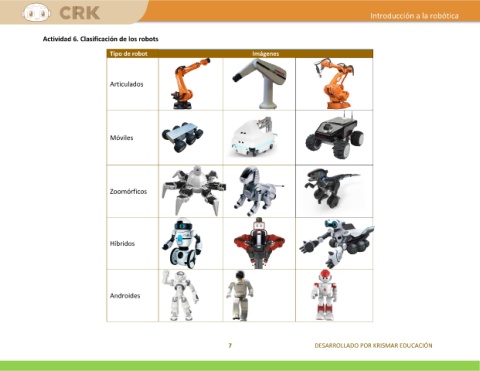 CRK
Introducción a la robótica
Actividad 6. Clasificación de los robots
Tipo de robot Imágenes
Articulados
Móviles
Zoomórficos
Híbridos
Androides
7 DESARROLLADO POR KRISMAR EDUCACIÓN